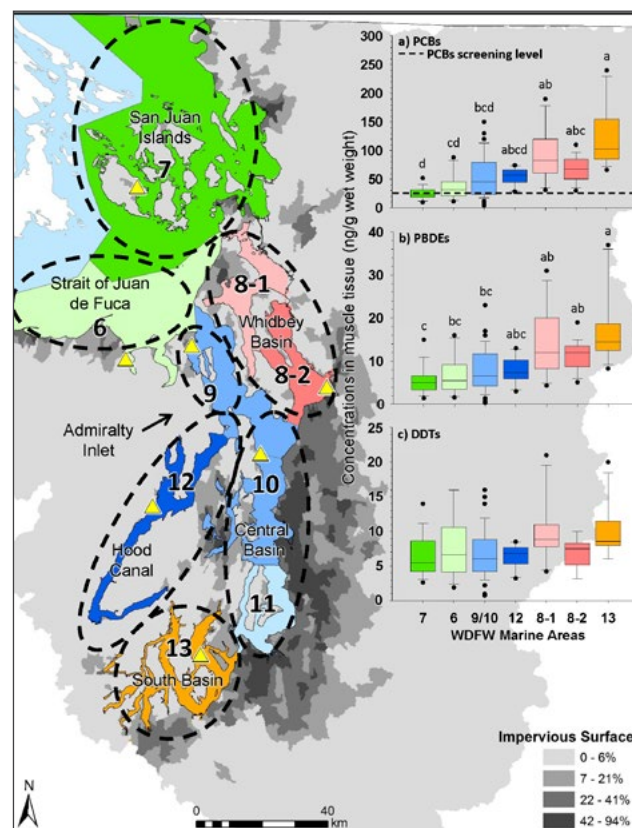 San Juan
Islands
7
Strait of Juan
de Fuca
6
8-1
Whidbey
Basin
8-2
9
Admiralty
Inlet
12
10
Hood
Canal
Central
Basin
11
13
South Basin
N
0 40
km
Concentrations in muscle tissue (ng/g wet weight)
a) PCBs
PCBs screening level
300
250
200
150
100
50
0
d cd bcd abcd ab abc a
b) PBDEs
40
30
20
10
0
c bc bc abc ab ab a
c) DDTs
25
20
15
10
5
0
7 6 9/10 12 8-1 8-2 13
WDFW Marine Areas
Impervious Surface
0 - 6%
7 - 21%
22 - 41%
42 - 94%